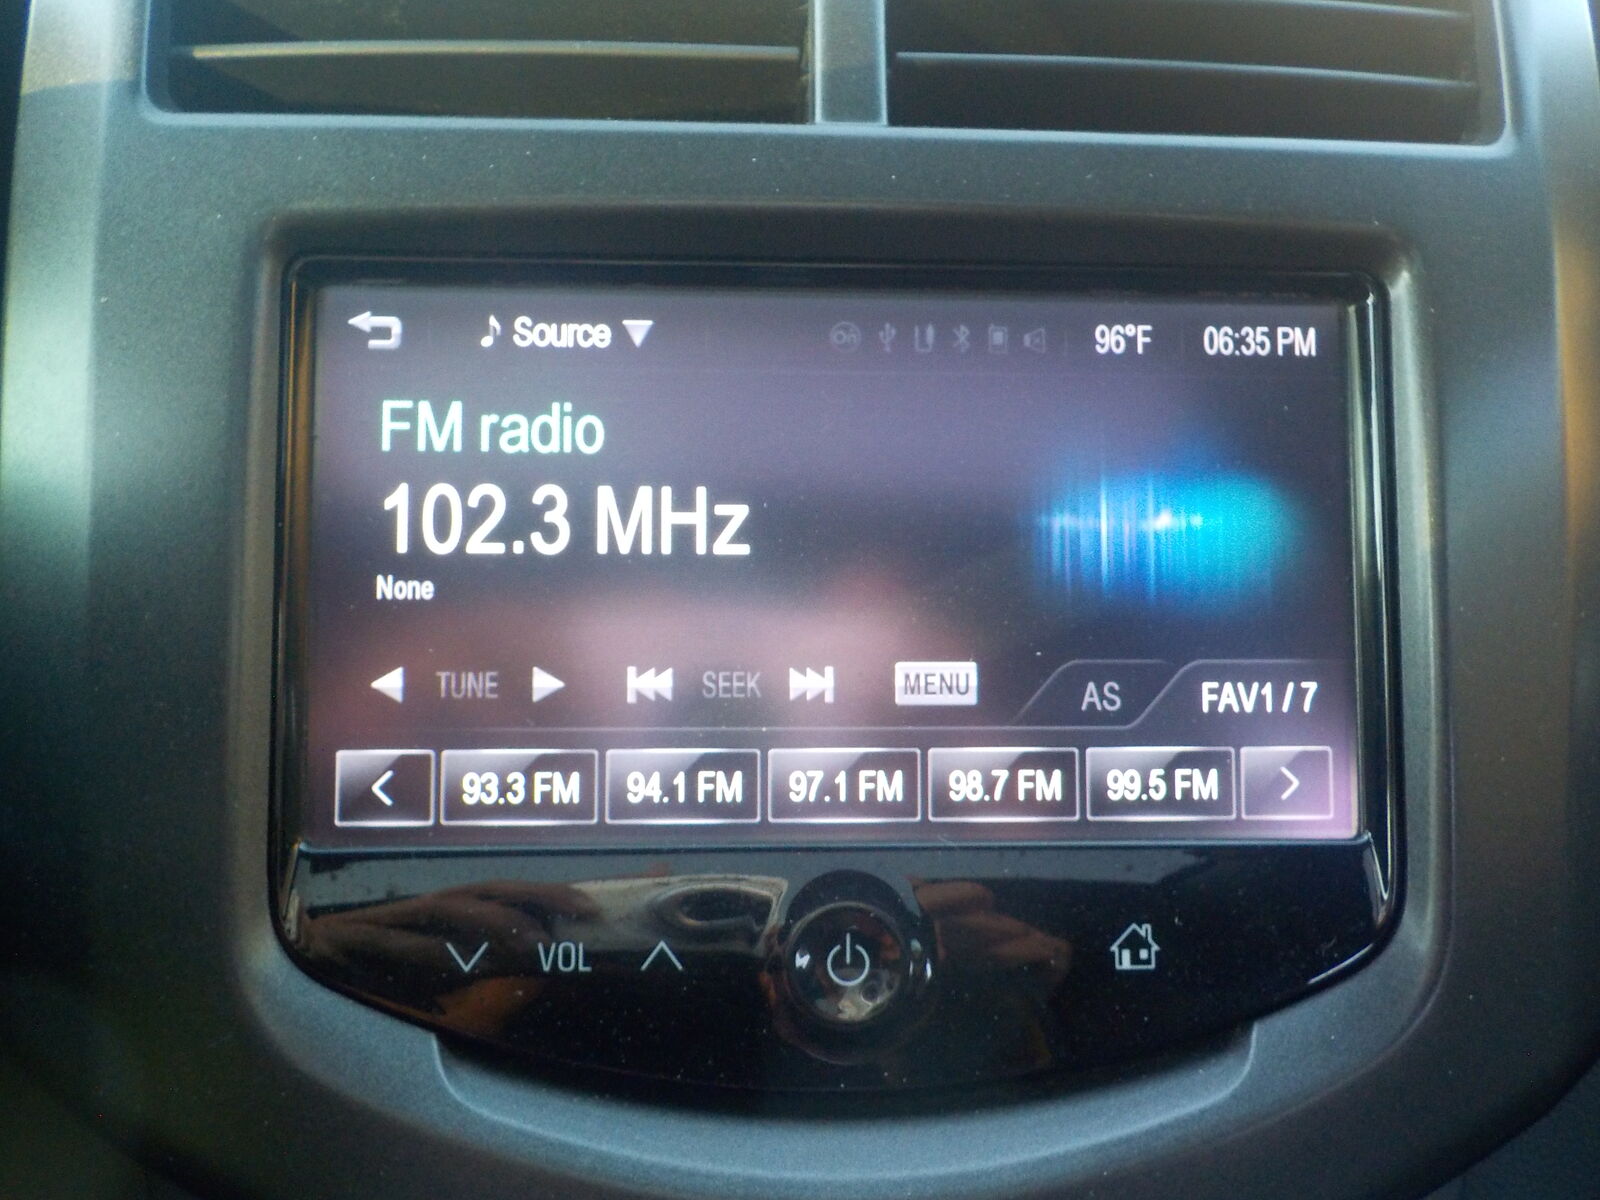 Source 96°F 06:35 PM
FM radio
102.3 MHz
None
TUNE SEEK MENU AS FAV1/7
93.3 FM 94.1 FM 97.1 FM 98.7 FM 99.5 FM
VOL